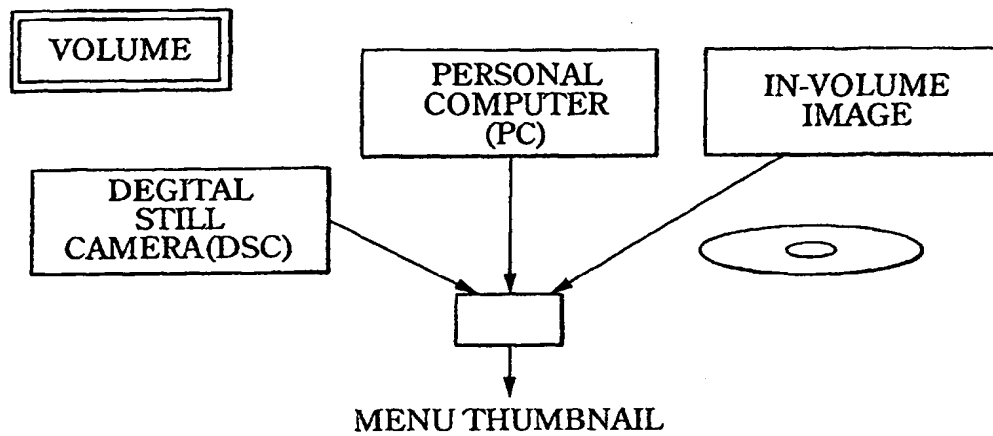 VOLUME
PERSONAL
COMPUTER
(PC)
IN-VOLUME
IMAGE
DEGITAL
STILL
CAMERA(DSC)
MENU THUMBNAIL